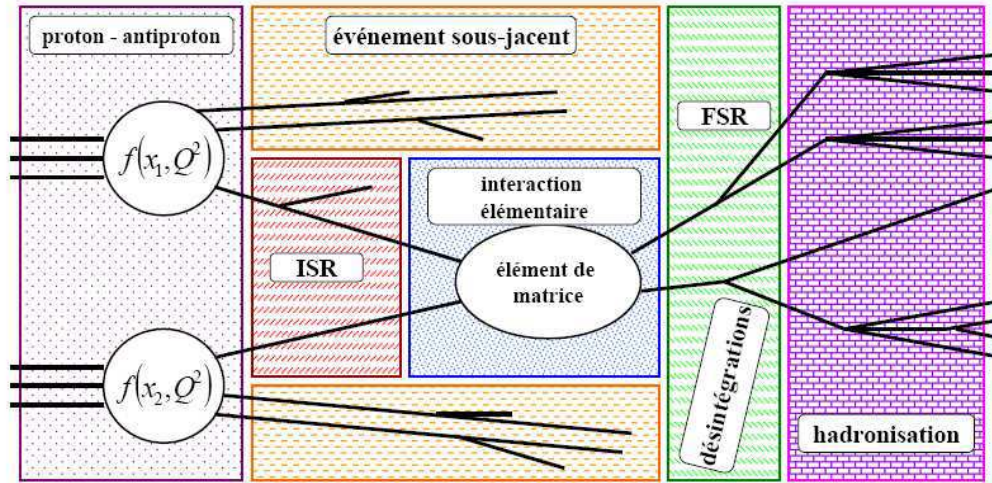 proton - antiproton
événement sous-jacent
FSR
f(x₁, Q²)
interaction
élémentaire
ISR
élément de
matrice
f(x₂, Q²)
désintégrations
hadronisation